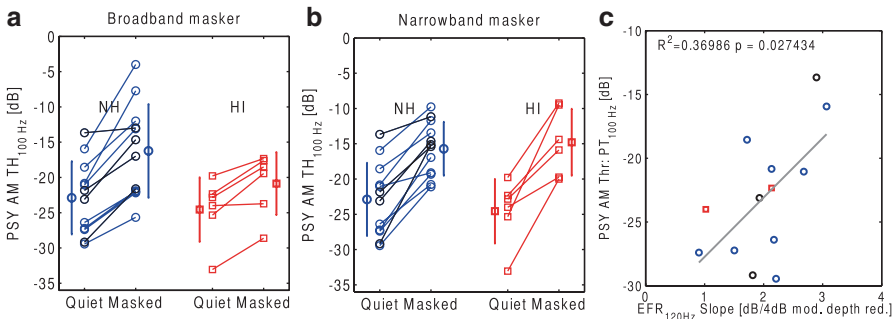 a
Broadband masker
PSY AM TH100 Hz [dB]
0
-5
-10
-15
-20
-25
-30
-35
NH
HI
Quiet Masked
Quiet Masked
b
Narrowband masker
PSY AM TH100 Hz [dB]
0
-5
-10
-15
-20
-25
-30
-35
NH
HI
Quiet Masked
Quiet Masked
c
PSY AM Thr: PT100 Hz [dB]
-10
-15
-20
-25
-30
R2=0.36986 p = 0.027434
0
1
2
3
4
EFR120Hz Slope [dB/4dB mod. depth red.]